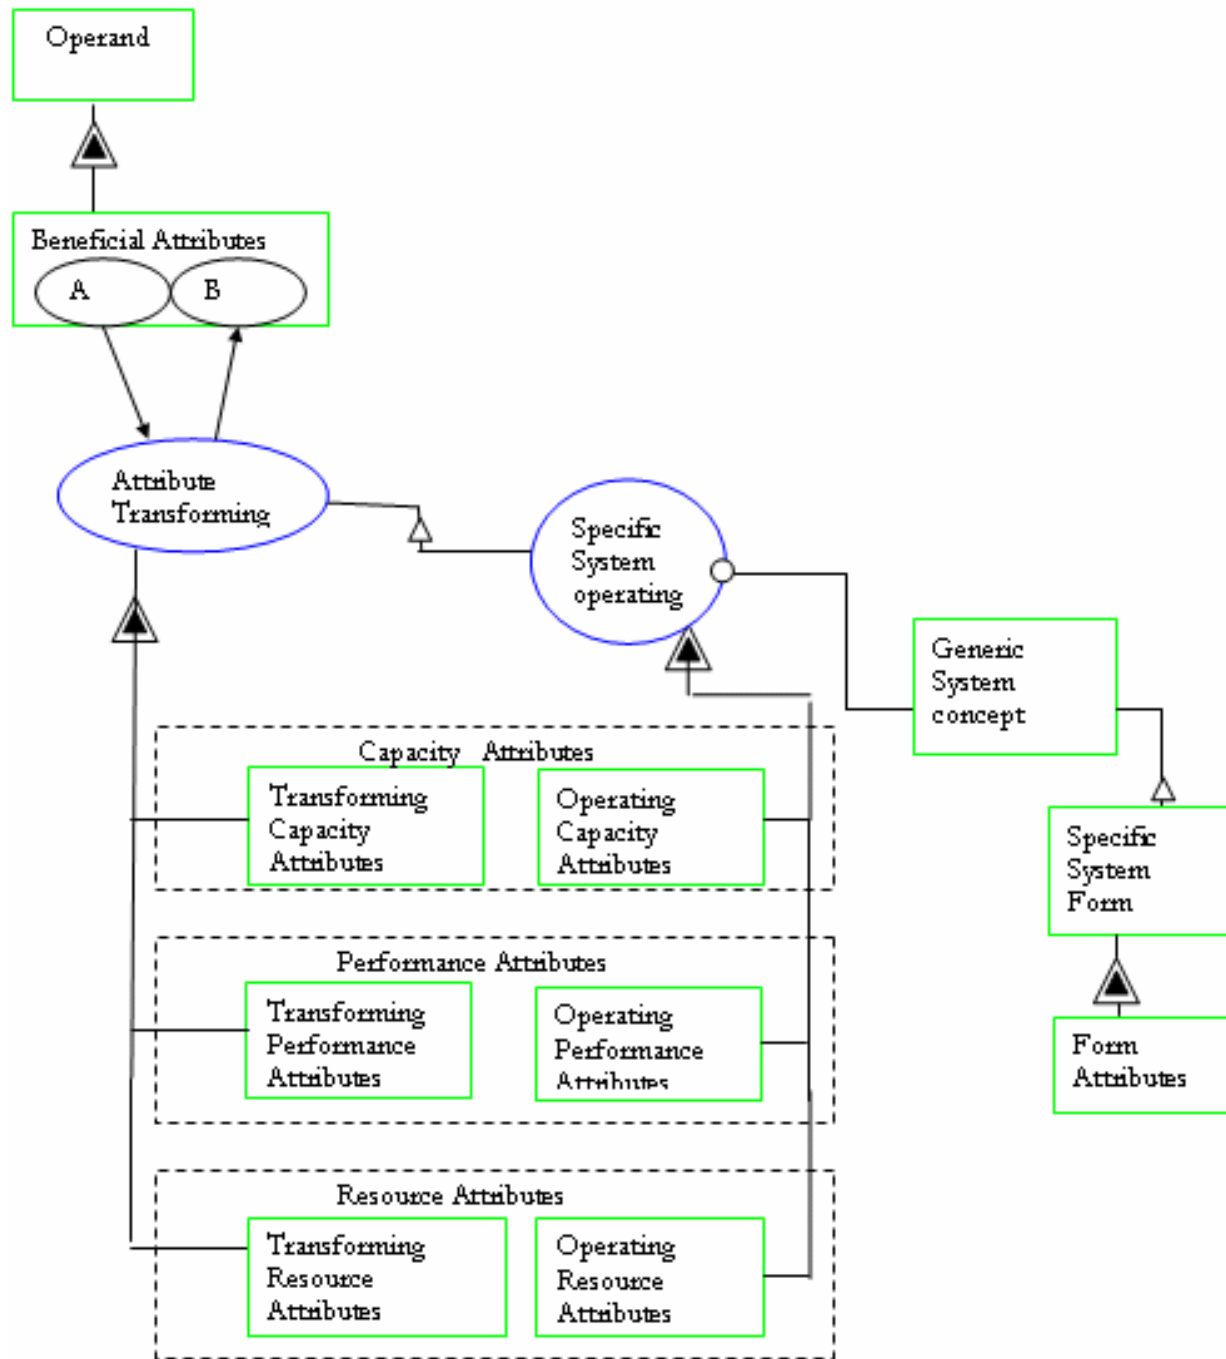 Operand
Beneficial Attributes
A
B
Attribute
Transforming
Specific
System
operating
Generic
System
concept
Capacity Attributes
Transforming
Capacity
Attributes
Operating
Capacity
Attributes
Specific
System
Form
Performance Attributes
Transforming
Performance
Attributes
Operating
Performance
Attributes
Form
Attributes
Resource Attributes
Transforming
Resource
Attributes
Operating
Resource
Attributes